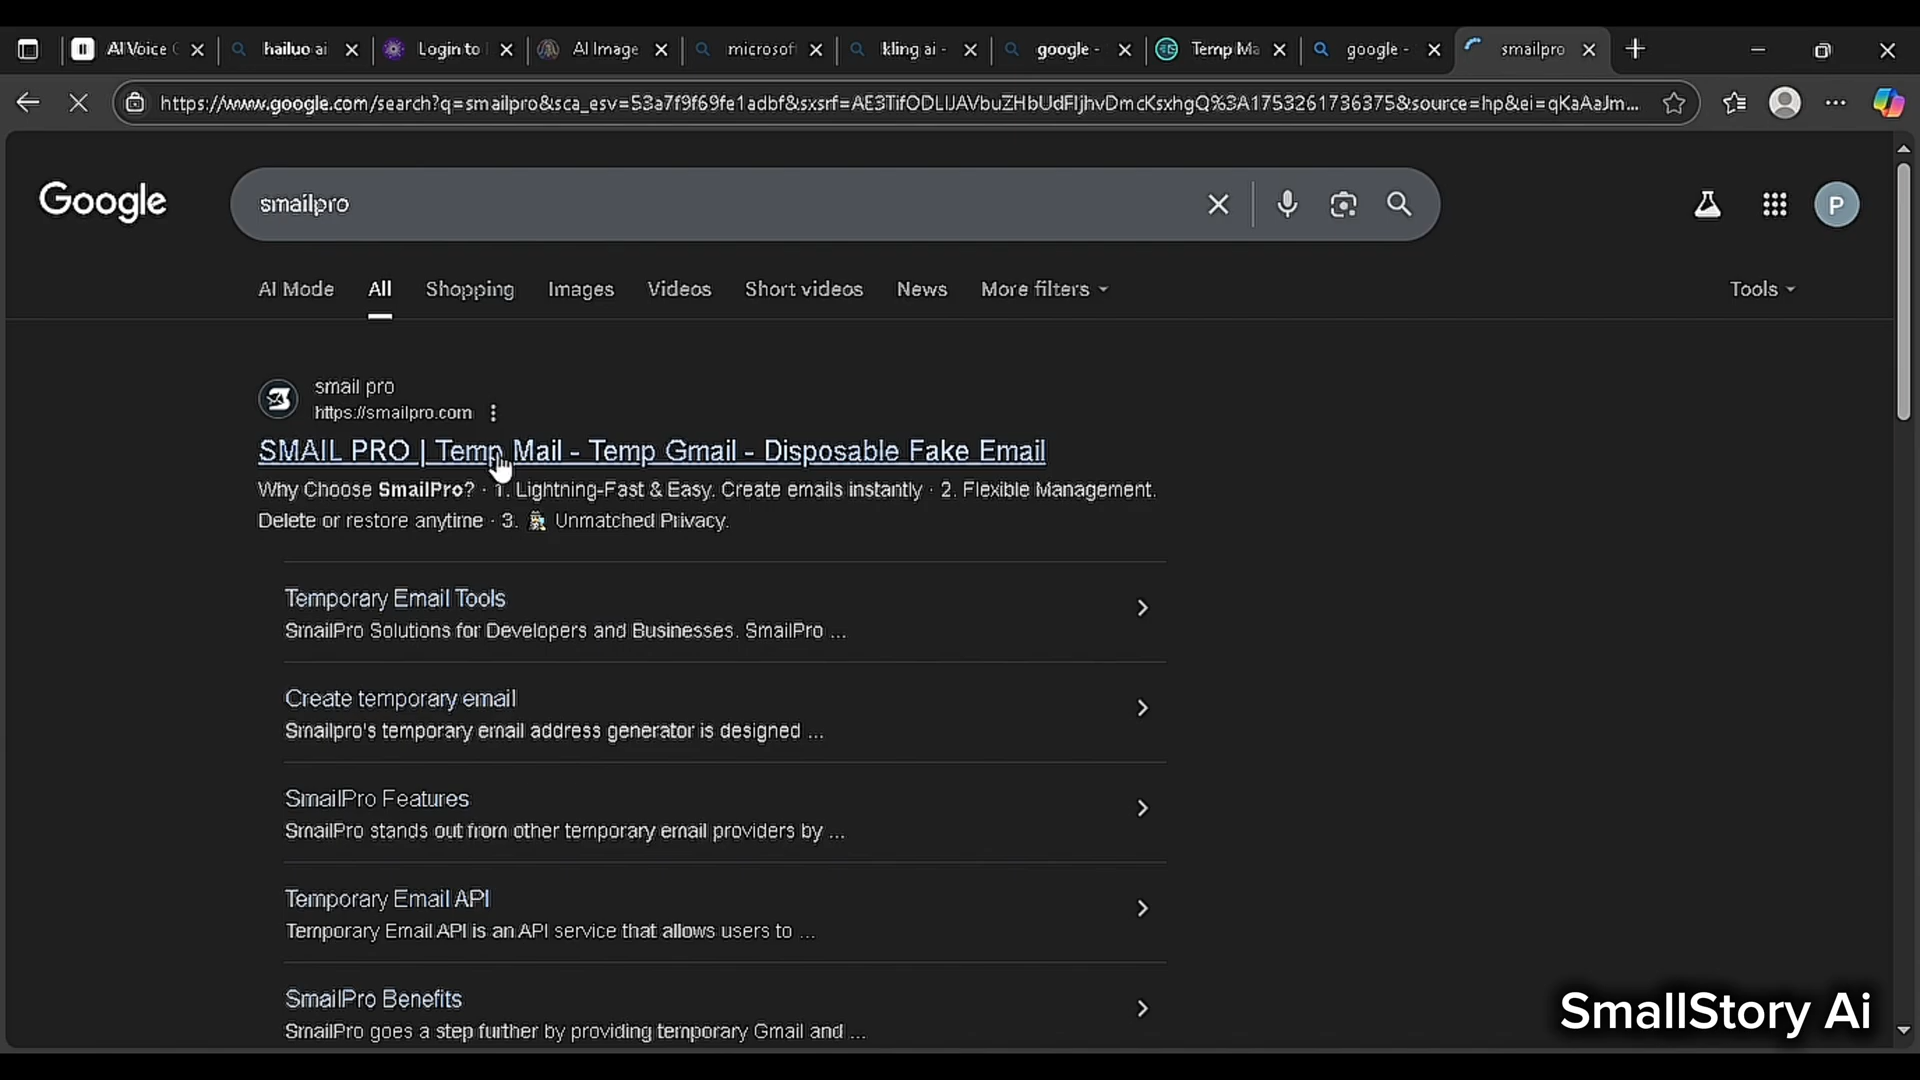 AI Voice
hailuo ai
Login to
AI Image
microsof
kling ai -
google -
Temp Ma
google -
smailpro
https://www.google.com/search?q=smailpro&sca_esv=53a7f9f69fe1adbf&sxsrf=AE3TifODLIJAVbuZHbUdFIjhvDmcKsxhgQ%3A1753261736375&source=hp&ei=qKaAaJm...
Google
smailpro
P
AI Mode
All
Shopping
Images
Videos
Short videos
News
More filters
Tools
smail pro
https://smailpro.com
SMAIL PRO | Temp Mail - Temp Gmail - Disposable Fake Email
Why Choose SmailPro? · 1. Lightning-Fast & Easy. Create emails instantly · 2. Flexible Management.
Delete or restore anytime · 3. Unmatched Privacy.
Temporary Email Tools
SmailPro Solutions for Developers and Businesses. SmailPro ...
Create temporary email
Smailpro's temporary email address generator is designed ...
SmailPro Features
SmailPro stands out from other temporary email providers by ...
Temporary Email API
Temporary Email API is an API service that allows users to ...
SmailPro Benefits
SmailPro goes a step further by providing temporary Gmail and ...
SmallStory Ai